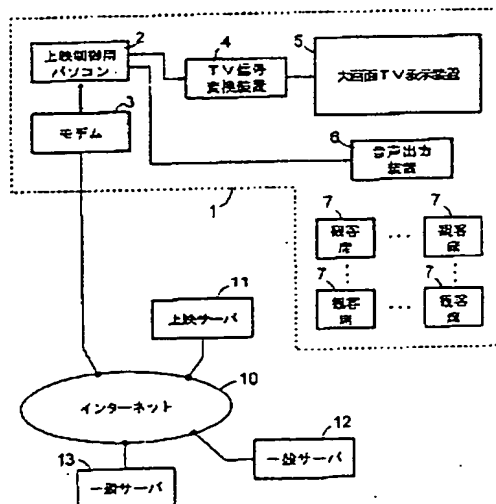 2
上映制御用
パソコン
4
TV信号
変換装置
5
大画面TV表示装置
3
モデム
6
音声出力
装置
1
7
観客
席
…
7
観客
席
7
観客
席
…
7
観客
席
11
上映サーバ
10
インターネット
12
一般サーバ
13
一般サーバ